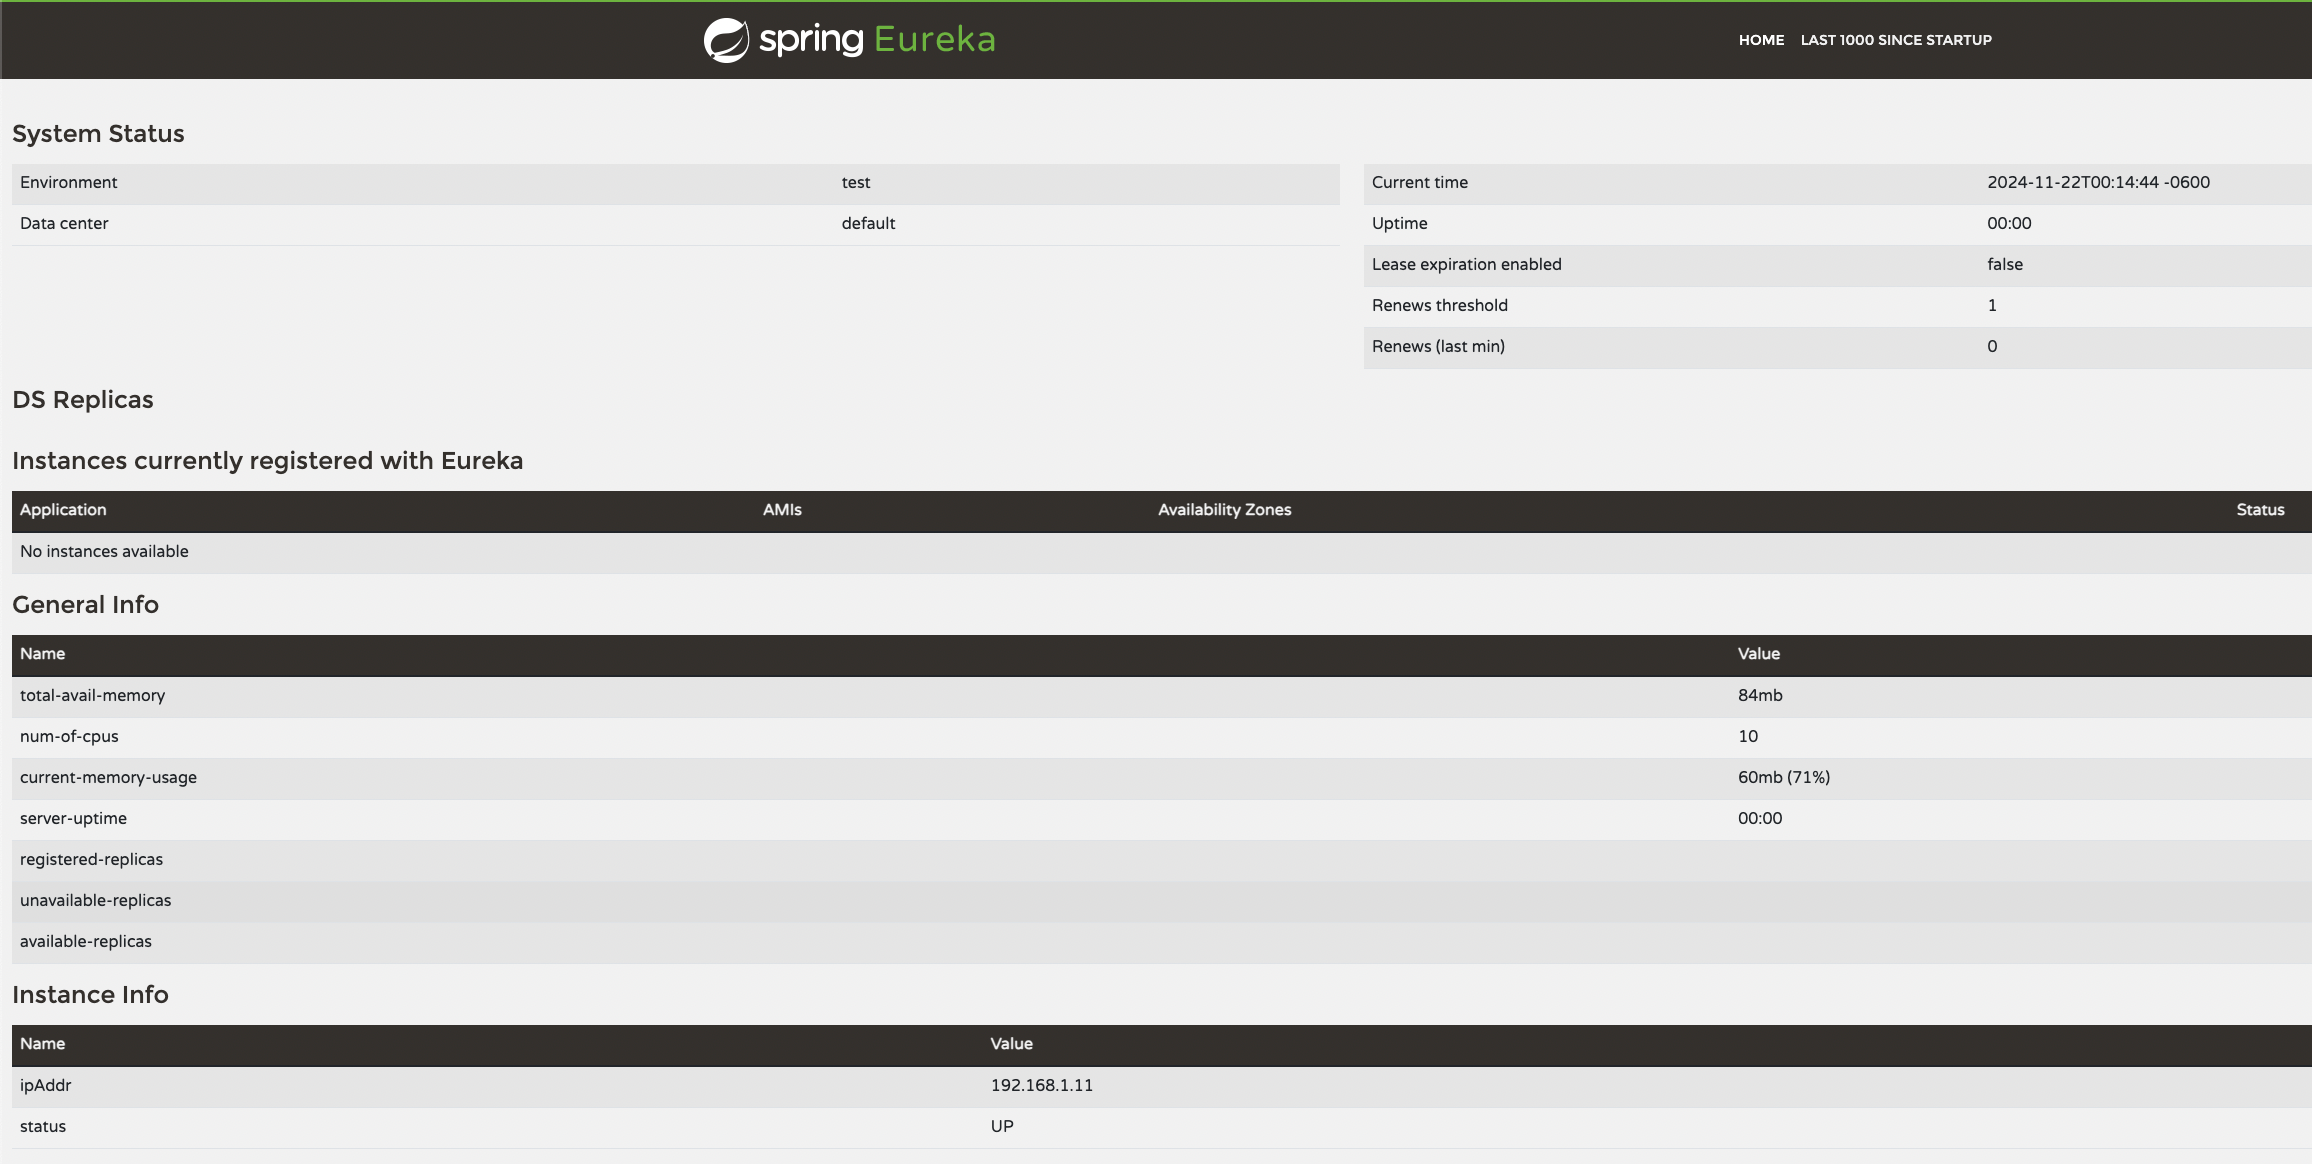 spring Eureka
HOME LAST 1000 SINCE STARTUP
System Status
Environment test
Data center default
Current time 2024-11-22T00:14:44 -0600
Uptime 00:00
Lease expiration enabled false
Renews threshold 1
Renews (last min) 0
DS Replicas
Instances currently registered with Eureka
Application AMIs Availability Zones Status
No instances available
General Info
Name Value
total-avail-memory 84mb
num-of-cpus 10
current-memory-usage 60mb (71%)
server-uptime 00:00
registered-replicas
unavailable-replicas
available-replicas
Instance Info
Name Value
ipAddr 192.168.1.11
status UP